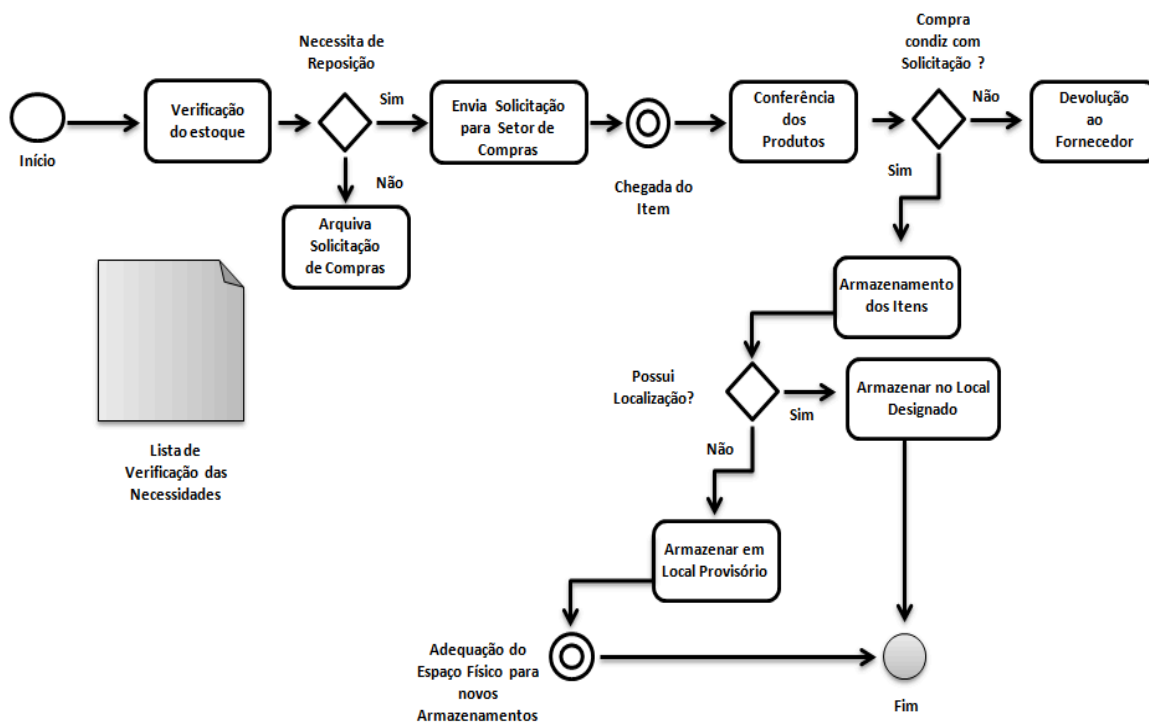 Início
Verificação
do estoque
Necessita de
Reposição
Sim
Não
Arquiva
Solicitação
de Compras
Envia Solicitação
para Setor de
Compras
Chegada do
Item
Conferência
dos
Produtos
Compra
condiz com
Solicitação ?
Não
Sim
Devolução
ao
Fornecedor
Armazenamento
dos Itens
Possui
Localização?
Sim
Não
Armazenar no Local
Designado
Armazenar em
Local Provisório
Adequação do
Espaço Físico para
novos
Armazenamentos
Fim
Lista de
Verificação das
Necessidades